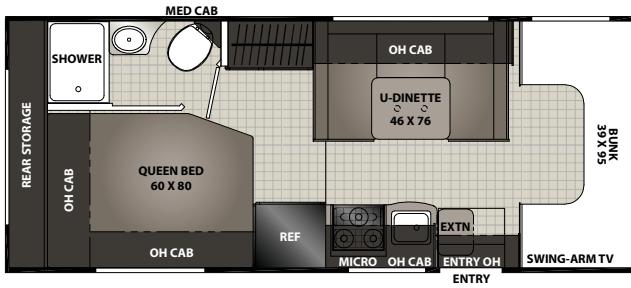 MED CAB
SHOWER
OH CAB
U-DINETTE
46 X 76
BUNK
39 X 95
REAR STORAGE
OH CAB
QUEEN BED
60 X 80
OH CAB
REF
MICRO
OH CAB
EXTN
ENTRY OH
SWING-ARM TV
ENTRY